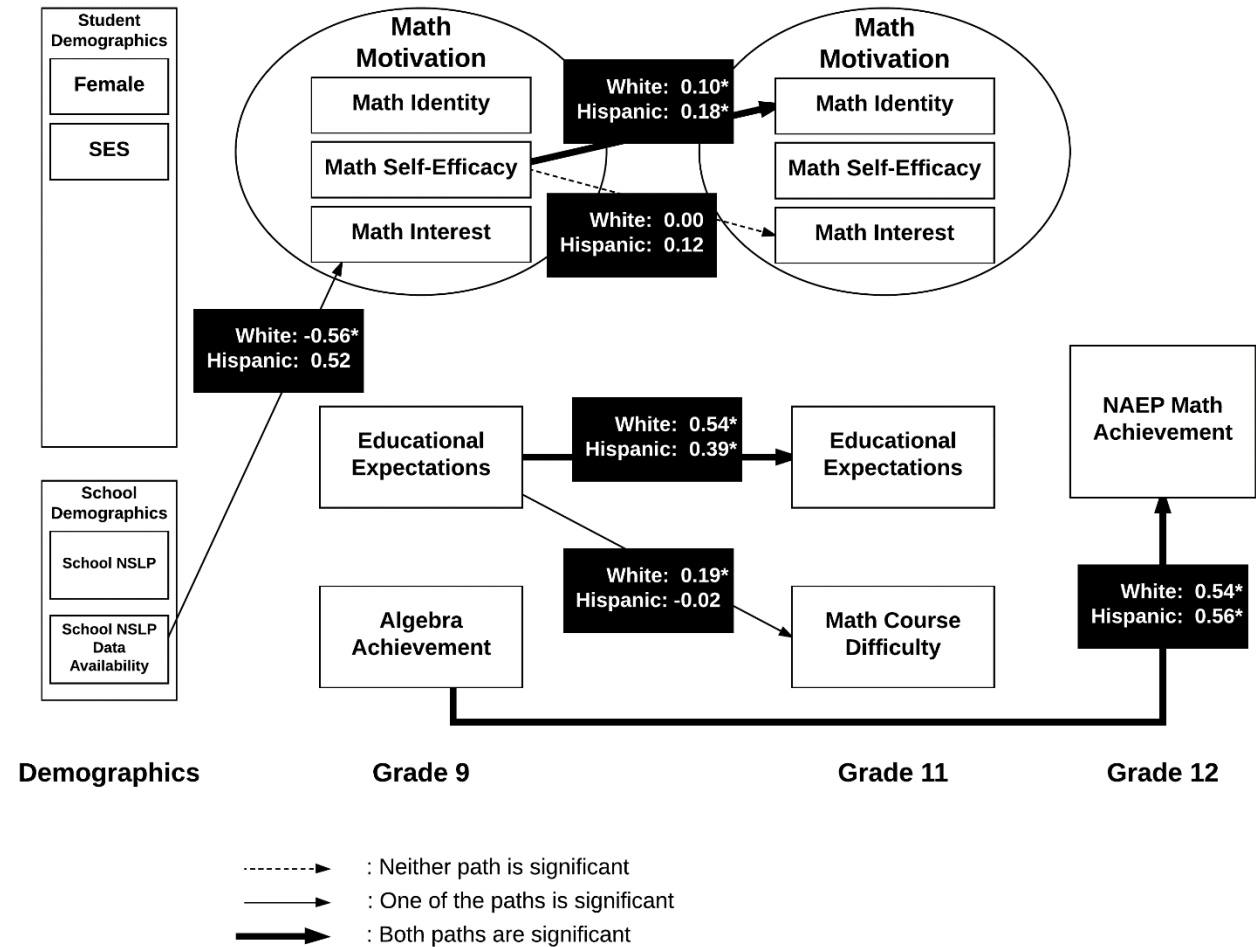 Student
Demographics
Female
SES
School
Demographics
School NSLP
School NSLP
Data
Availability
Math
Motivation
Math Identity
Math Self-Efficacy
Math Interest
White: 0.10*
Hispanic: 0.18*
White: 0.00
Hispanic: 0.12
Math
Motivation
Math Identity
Math Self-Efficacy
Math Interest
White: -0.56*
Hispanic: 0.52
Educational
Expectations
White: 0.54*
Hispanic: 0.39*
Educational
Expectations
NAEP Math
Achievement
Algebra
Achievement
White: 0.19*
Hispanic: -0.02
Math Course
Difficulty
White: 0.54*
Hispanic: 0.56*
Demographics
Grade 9
Grade 11
Grade 12
: Neither path is significant
: One of the paths is significant
: Both paths are significant